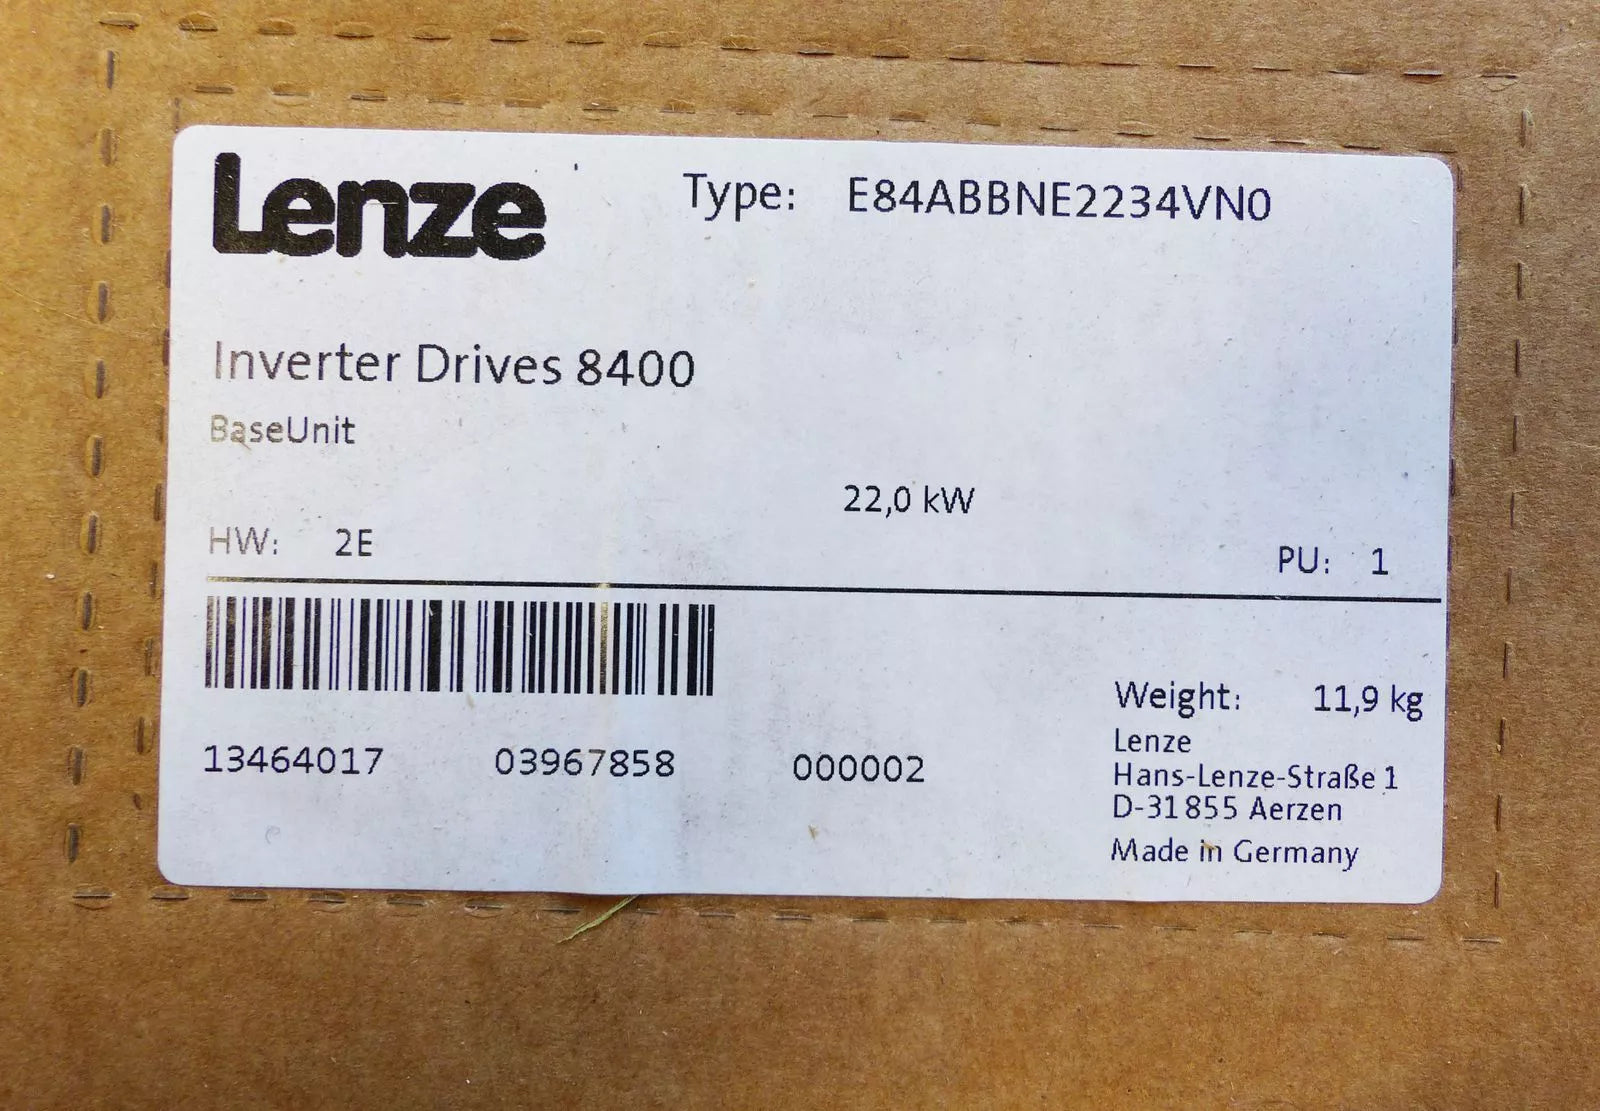 Lenze Type: E84ABBNE2234VN0
Inverter Drives 8400
BaseUnit
22,0 kW
HW: 2E
PU: 1
Weight: 11,9 kg
Lenze
13464017 03967858 000002
Hans-Lenze-Straße 1
D-31855 Aerzen
Made in Germany